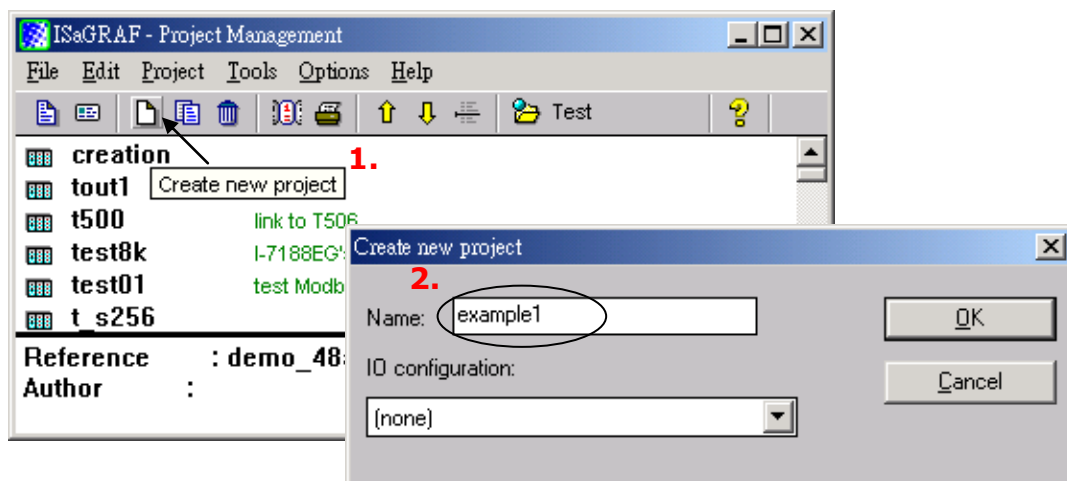 ISaGRAF - Project Management
File Edit Project Tools Options Help
Test
creation
1.
tout1
Create new project
t500 link to T506
test8k I-7188EG's
test01 test Modb
t_s256
Reference : demo_48
Author :
Create new project
2.
Name: example1
OK
IO configuration:
Cancel
(none)